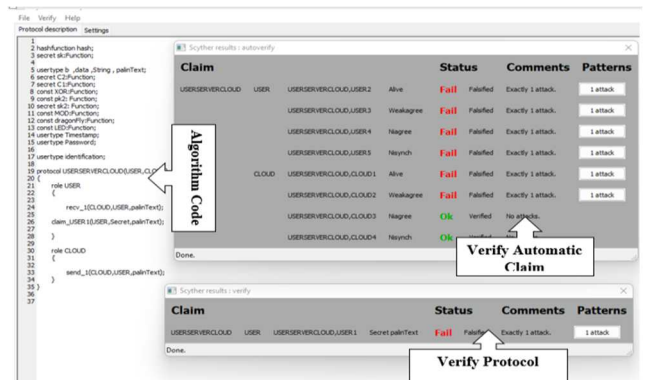 File Verify Help
Protocol description Settings
1
2 hashfunction hash;
3 secret sk:Function;
4
5 usertype b ,data ,String , palinText;
6 secret C2:Function;
7 secret C1:Function;
8 const XOR:Function;
9 const pk2: Function;
10 secret sk2: Function;
11 const MOD:Function;
12 const dragonFly:Function;
13 const LED:Function;
14 usertype Timestamp;
15 usertype Password;
16
17 usertype identification;
18
19 protocol USERSERVERCLOUD(USER,CLO
20 {
21 role USER
22 {
23
24 recv_1(CLOUD,USER,palinText);
25
26 claim_USER1(USER,Secret,palinText);
27
28 }
29
30 role CLOUD
31 {
32
33 send_1(CLOUD,USER,palinText);
34 }
35 }
36
37
Algorithm Code
Scyther results : autoverify
Claim Status Comments Patterns
USERSERVERCLOUD USER USERSERVERCLOUD,USER2 Alive Fail Falsified Exactly 1 attack. 1 attack
USERSERVERCLOUD,USER3 Weakagree Fail Falsified Exactly 1 attack. 1 attack
USERSERVERCLOUD,USER4 Niagree Fail Falsified Exactly 1 attack. 1 attack
USERSERVERCLOUD,USER5 Nisynch Fail Falsified Exactly 1 attack. 1 attack
CLOUD USERSERVERCLOUD,CLOUD1 Alive Fail Falsified Exactly 1 attack. 1 attack
USERSERVERCLOUD,CLOUD2 Weakagree Fail Falsified Exactly 1 attack. 1 attack
USERSERVERCLOUD,CLOUD3 Niagree Ok Verified No attacks.
USERSERVERCLOUD,CLOUD4 Nisynch Ok
Done.
Verify Automatic
Claim
Scyther results : verify
Claim Status Comments Patterns
USERSERVERCLOUD USER USERSERVERCLOUD,USER1 Secret palinText Fail Falsified Exactly 1 attack. 1 attack
Done.
Verify Protocol